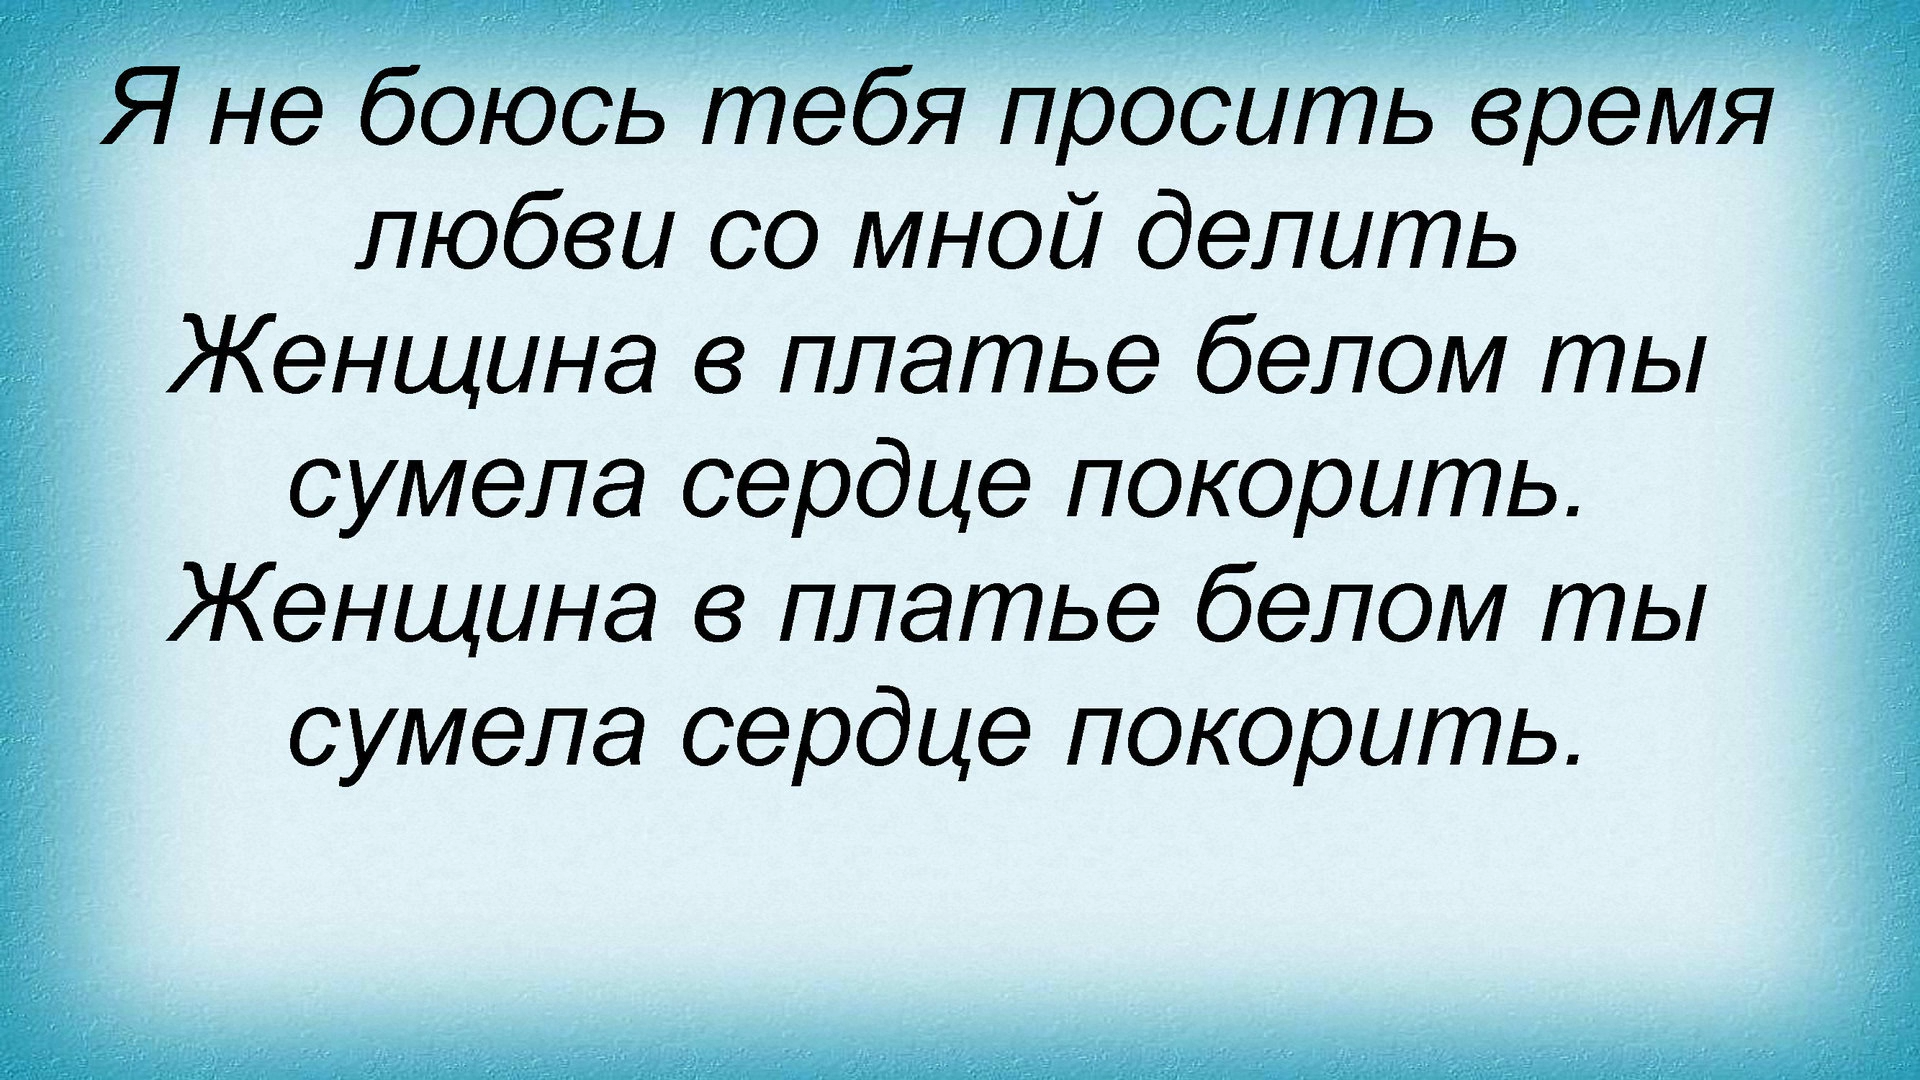 Я не боюсь тебя просить время
любви со мной делить
Женщина в платье белом ты
сумела сердце покорить.
Женщина в платье белом ты
сумела сердце покорить.